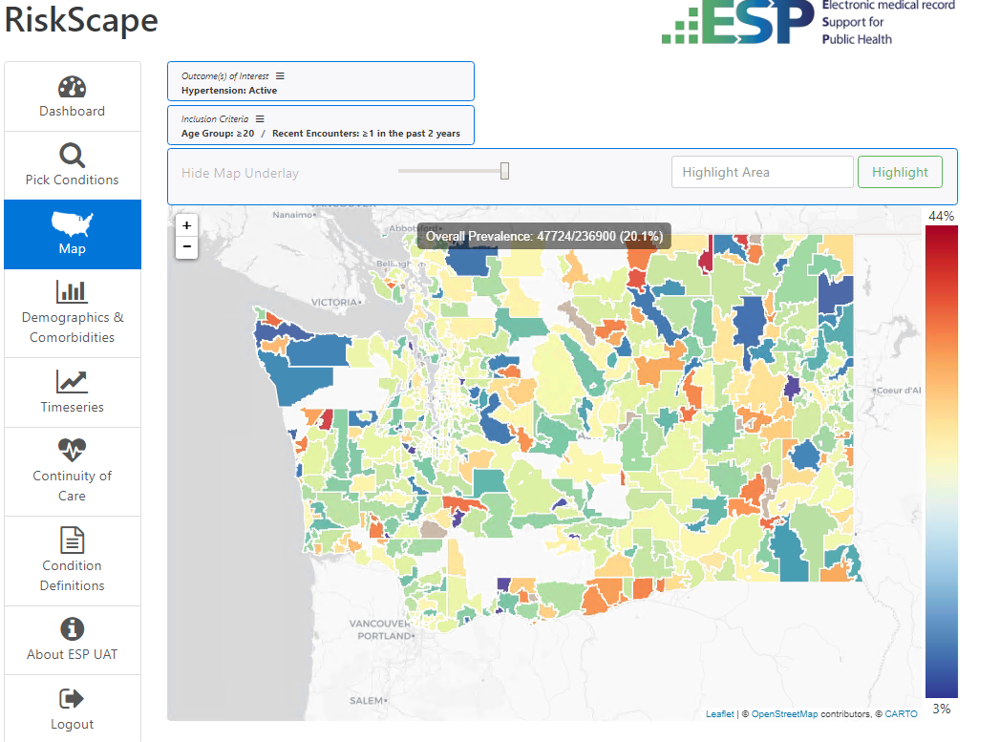 RiskScape
ESP
Electronic medical record
Support for
Public Health
Dashboard
Pick Conditions
Map
Demographics &
Comorbidities
Timeseries
Continuity of
Care
Condition
Definitions
About ESP UAT
Logout
Outcome(s) of Interest
Hypertension: Active
Inclusion Criteria
Age Group: ≥20 / Recent Encounters: ≥1 in the past 2 years
Hide Map Underlay
Highlight Area
Highlight
+
−
Overall Prevalence: 47724/236900 (20.1%)
44%
3%
VANCOUVER
Nanaimo
Abbotsford
Bellingh
VICTORIA
Coeur d'Al
VANCOUVER
PORTLAND
SALEM
Leaflet | © OpenStreetMap contributors, © CARTO